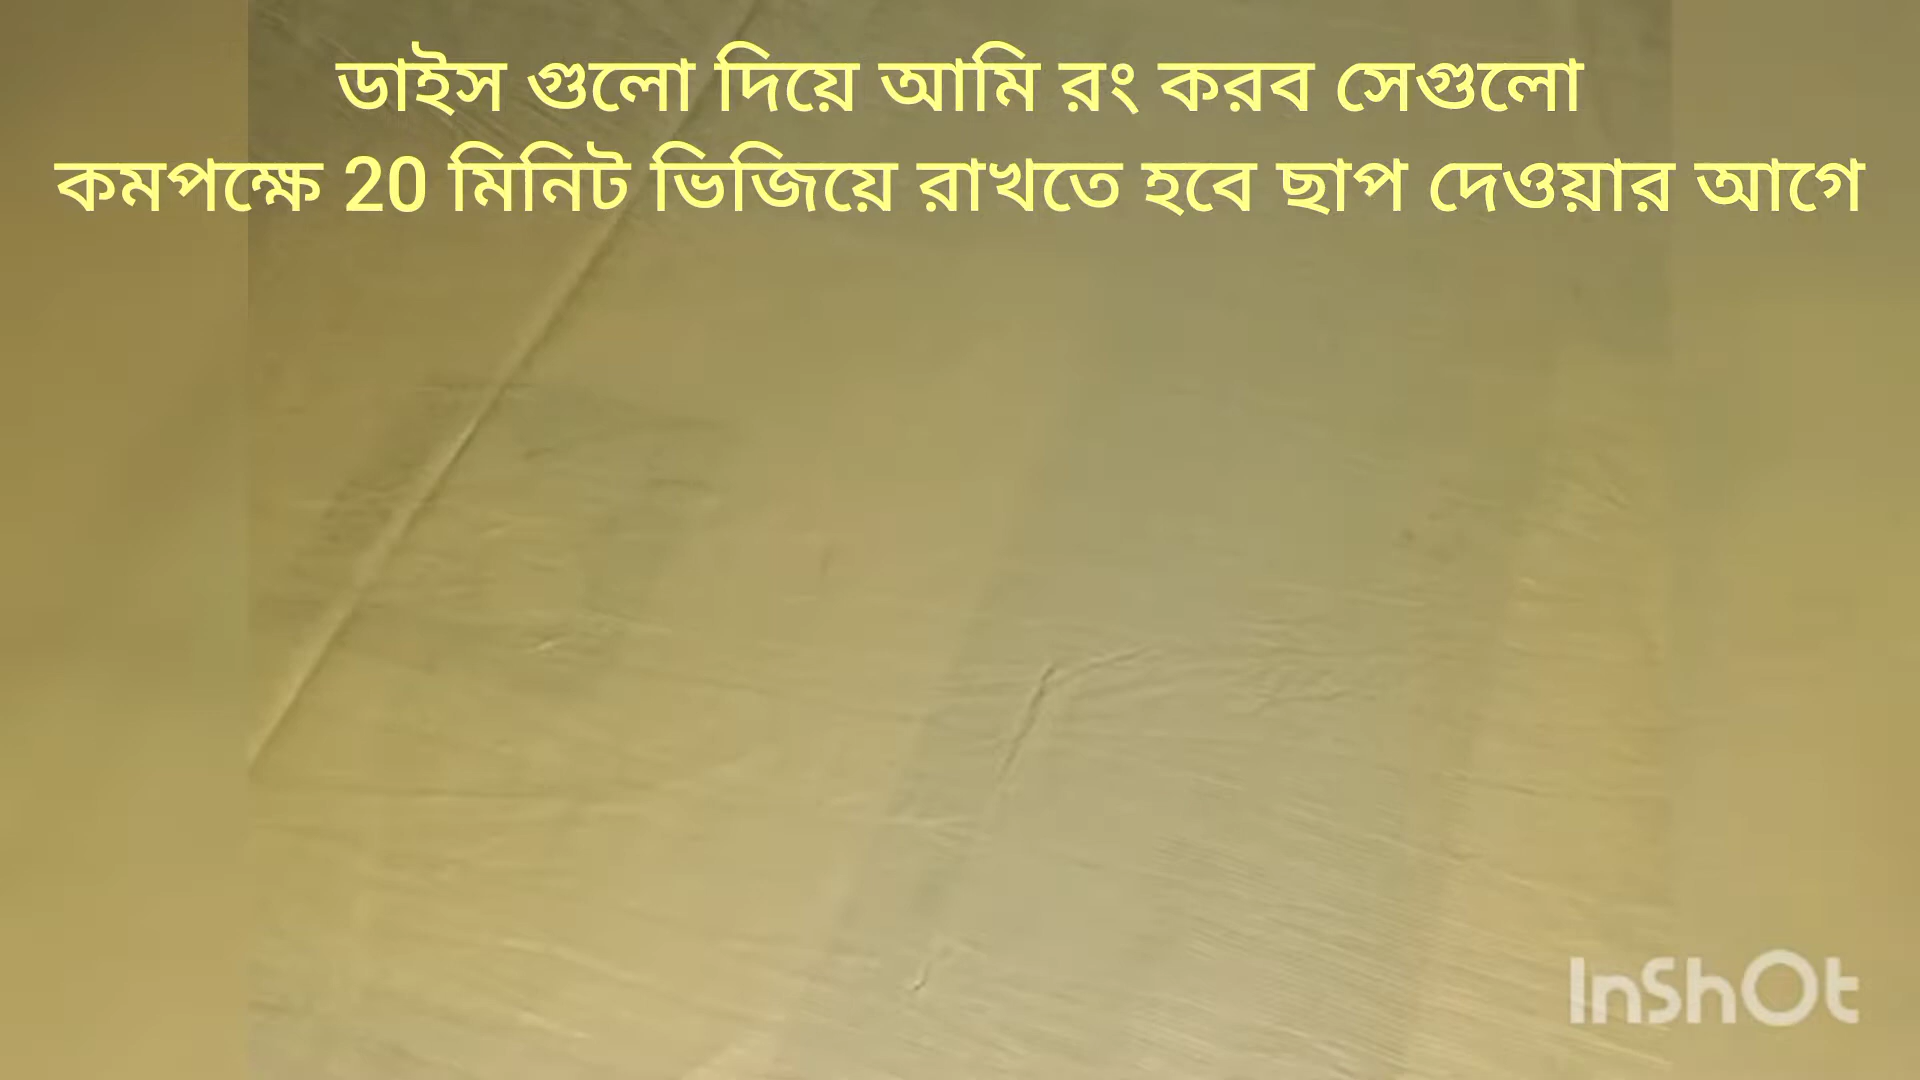 ডাইস গুলো দিয়ে আমি রং করব সেগুলো
কমপক্ষে 20 মিনিট ভিজিয়ে রাখতে হবে ছাপ দেওয়ার আগে
InShOt